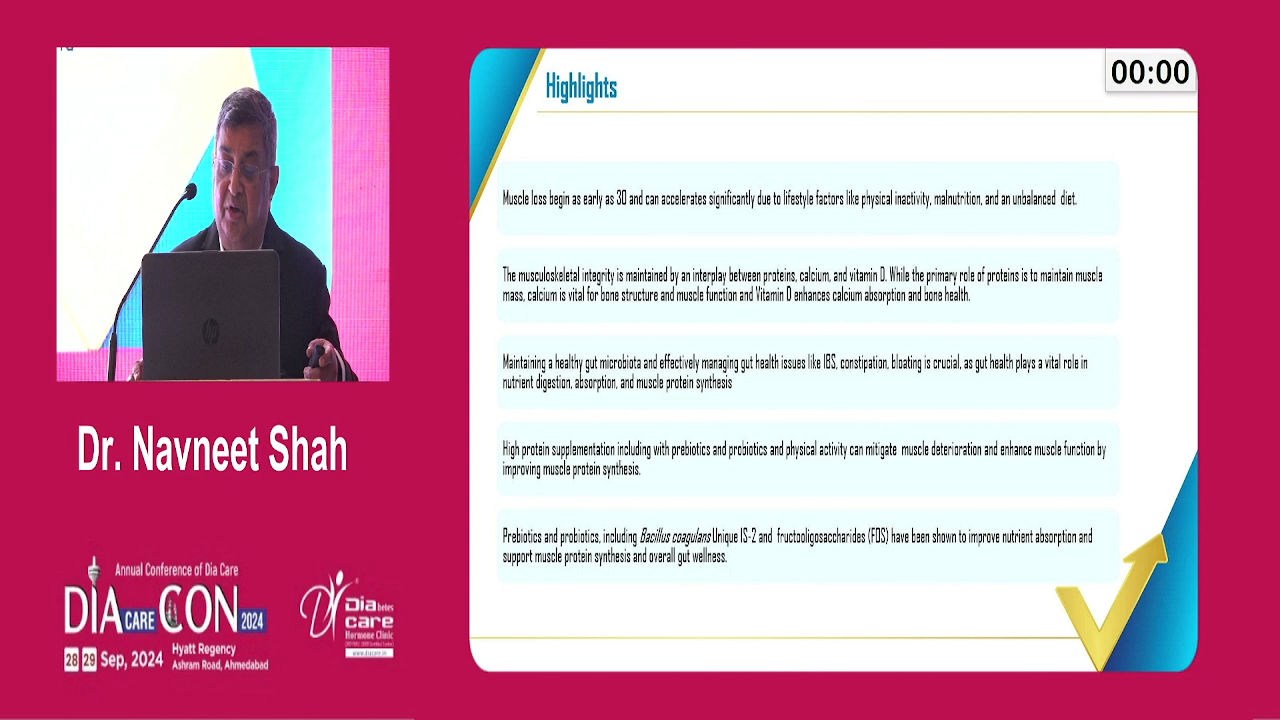 Highlights
00:00
Muscle loss begin as early as 30 and can accelerates significantly due to lifestyle factors like physical inactivity, malnutrition, and an unbalanced diet.
The musculoskeletal integrity is maintained by an interplay between proteins, calcium, and vitamin D. While the primary role of proteins is to maintain muscle
mass, calcium is vital for bone structure and muscle function and Vitamin D enhances calcium absorption and bone health.
Maintaining a healthy gut microbiota and effectively managing gut health issues like IBS, constipation, bloating is crucial, as gut health plays a vital role in
nutrient digestion, absorption, and muscle protein synthesis
High protein supplementation including with prebiotics and probiotics and physical activity can mitigate muscle deterioration and enhance muscle function by
improving muscle protein synthesis.
Prebiotics and probiotics, including Bacillus coagulans Unique IS-2 and fructooligosaccharides (FOS) have been shown to improve nutrient absorption and
support muscle protein synthesis and overall gut wellness.
hp
Dr. Navneet Shah
Annual Conference of Dia Care
DIA CARE CON 2024
28 29 Sep, 2024
Hyatt Regency
Ashram Road, Ahmedabad
Diabetes
care
Hormone Clinic
www.diacare.in